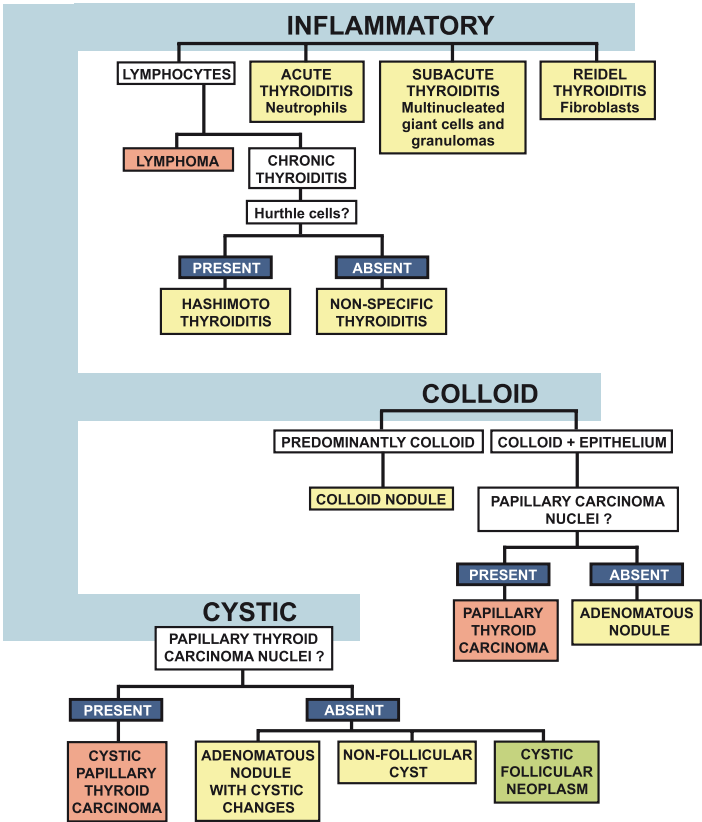 INFLAMMATORY
LYMPHOCYTES
ACUTE
THYROIDITIS
Neutrophils
SUBACUTE
THYROIDITIS
Multinucleated
giant cells and
granulomas
REIDEL
THYROIDITIS
Fibroblasts
LYMPHOMA
CHRONIC
THYROIDITIS
Hurthle cells?
PRESENT
ABSENT
HASHIMOTO
THYROIDITIS
NON-SPECIFIC
THYROIDITIS
COLLOID
PREDOMINANTLY COLLOID
COLLOID + EPITHELIUM
COLLOID NODULE
PAPILLARY CARCINOMA
NUCLEI ?
PRESENT
ABSENT
PAPILLARY
THYROID
CARCINOMA
ADENOMATOUS
NODULE
CYSTIC
PAPILLARY THYROID
CARCINOMA NUCLEI ?
PRESENT
ABSENT
CYSTIC
PAPILLARY
THYROID
CARCINOMA
ADENOMATOUS
NODULE
WITH CYSTIC
CHANGES
NON-FOLLICULAR
CYST
CYSTIC
FOLLICULAR
NEOPLASM